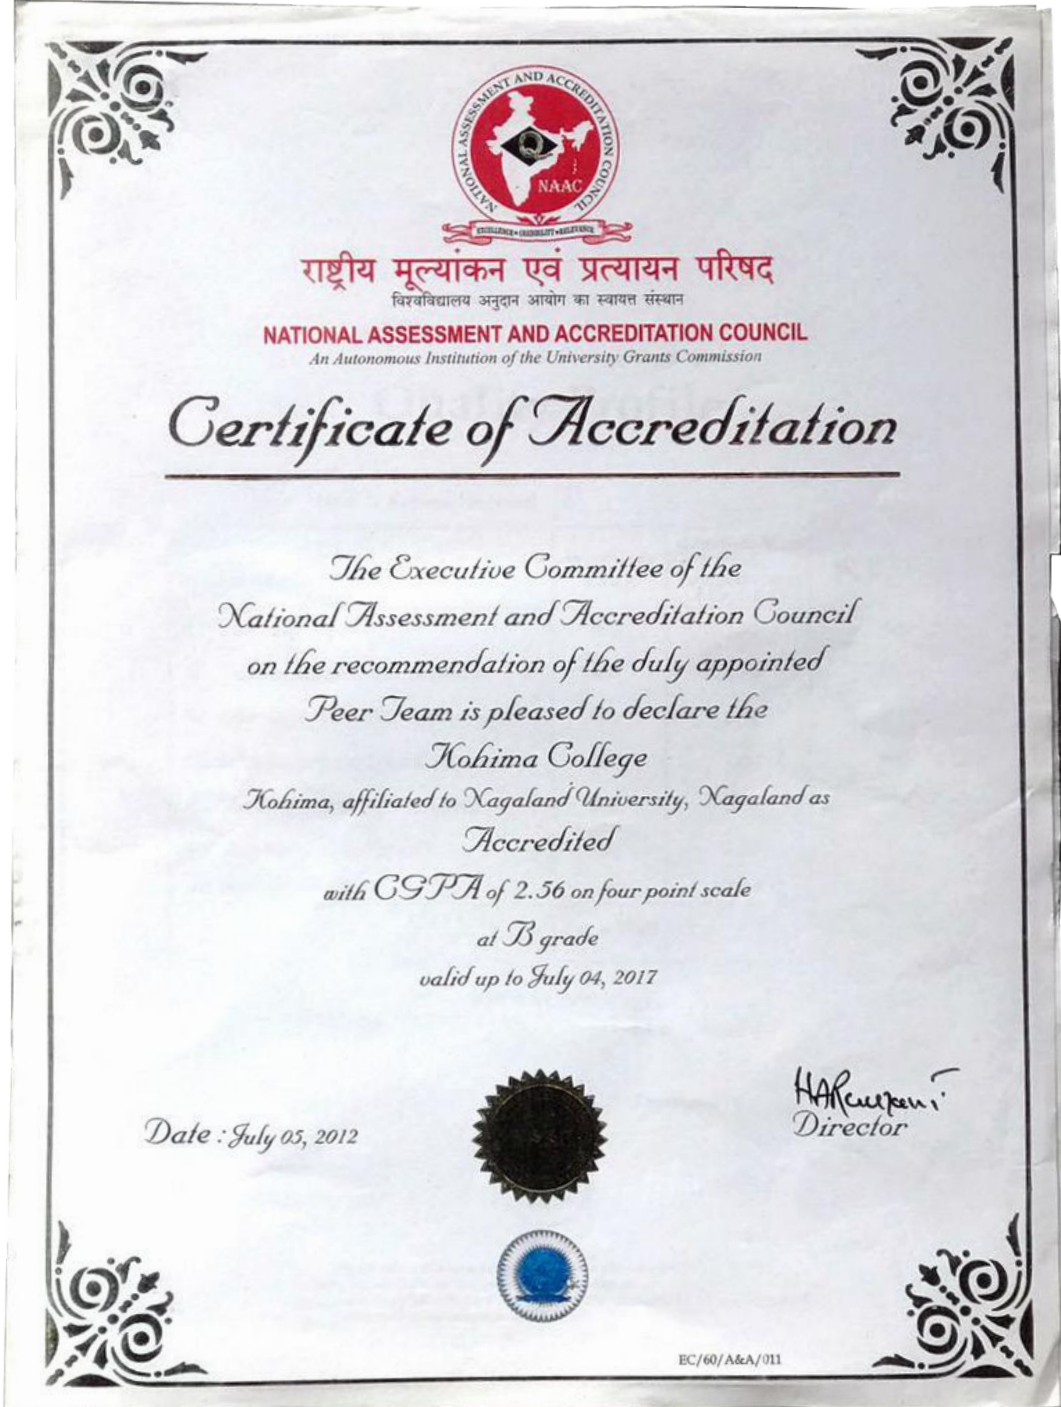 NATIONAL ASSESSMENT AND ACCREDITATION COUNCIL
NAAC
EXCELLENCE • CREDIBILITY • RELEVANCE
राष्ट्रीय मूल्यांकन एवं प्रत्यायन परिषद
विश्वविद्यालय अनुदान आयोग का स्वायत्त संस्थान
NATIONAL ASSESSMENT AND ACCREDITATION COUNCIL
An Autonomous Institution of the University Grants Commission
Certificate of Accreditation
The Executive Committee of the
National Assessment and Accreditation Council
on the recommendation of the duly appointed
Peer Team is pleased to declare the
Kohima College
Kohima, affiliated to Nagaland University, Nagaland as
Accredited
with CGPA of 2.56 on four point scale
at B grade
valid up to July 04, 2017
Date : July 05, 2012
Director
EC/60/A&A/011